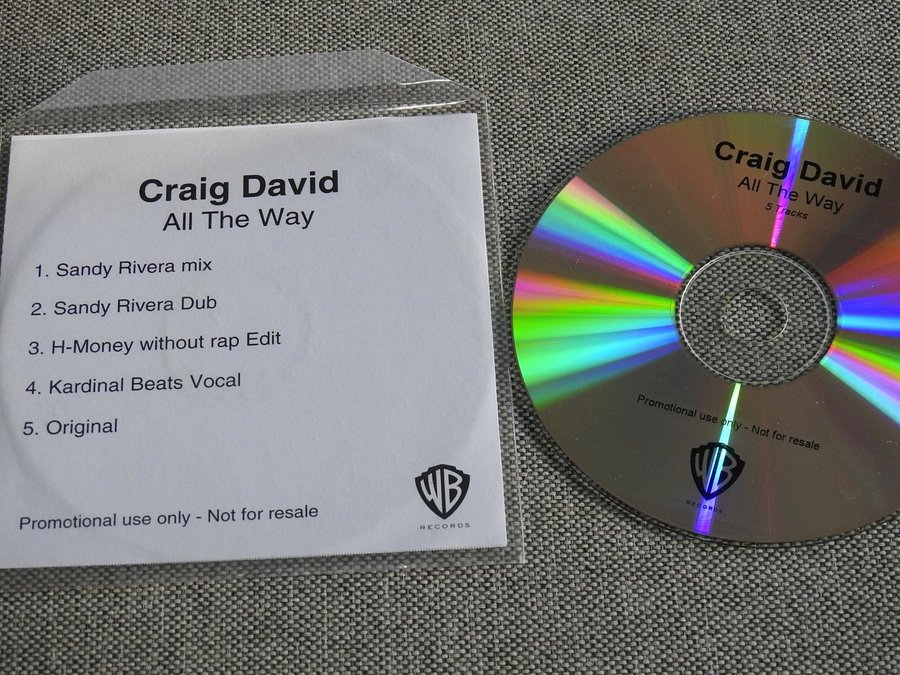 Craig David
All The Way
1. Sandy Rivera mix
2. Sandy Rivera Dub
3. H-Money without rap Edit
4. Kardinal Beats Vocal
5. Original
Promotional use only - Not for resale
WB
RECORDS
Craig David
All The Way
5 Tracks
Promotional use only - Not for resale
WB
RECORDS